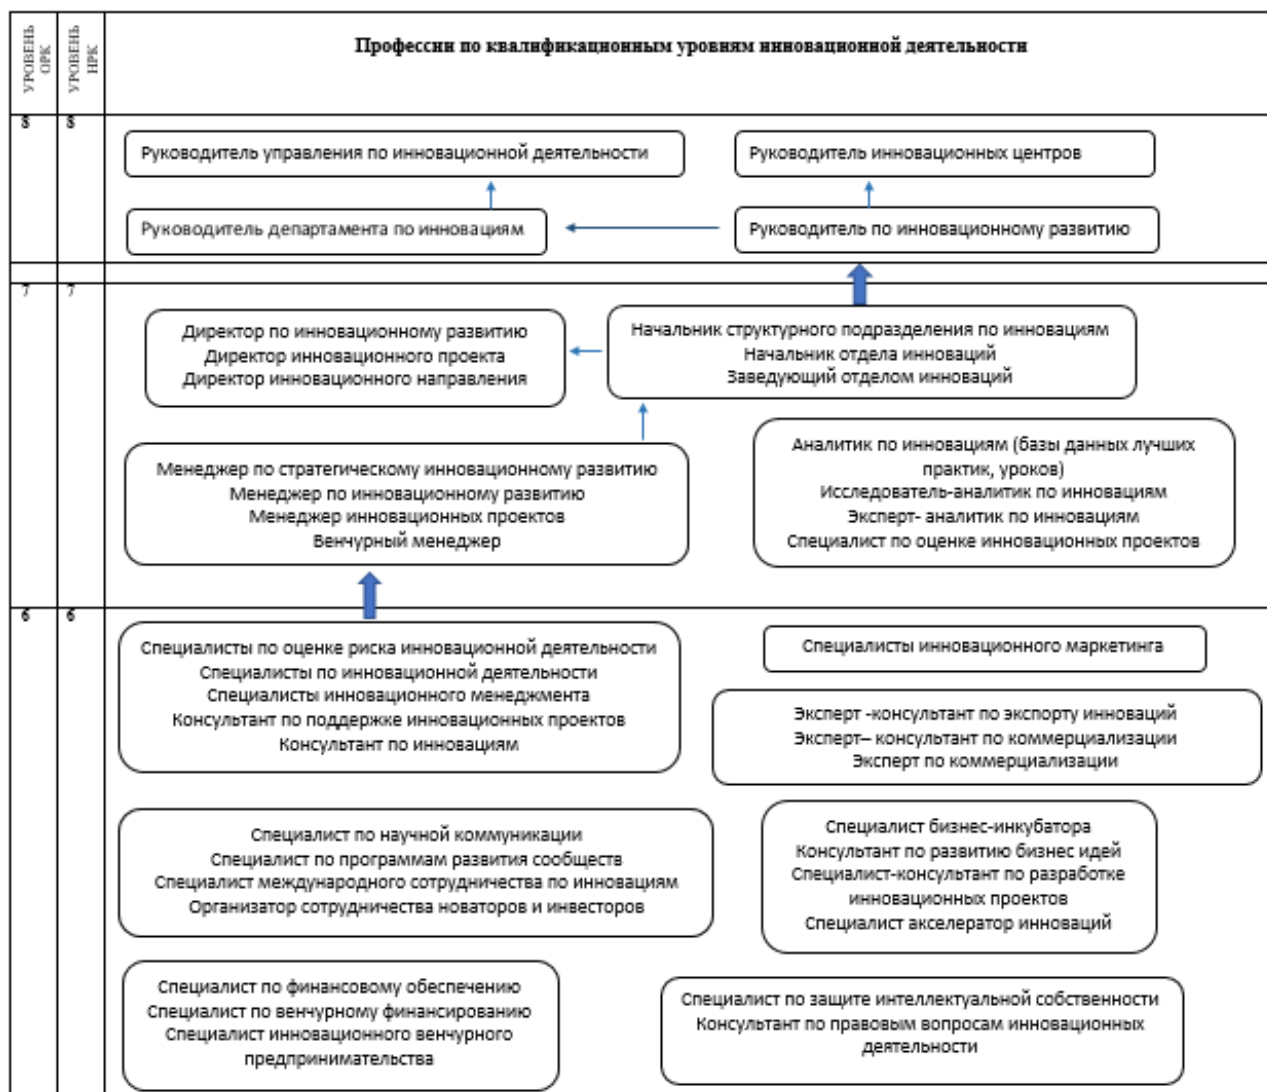 УРОВЕНЬ
ОРК
УРОВЕНЬ
НРК
Профессии по квалификационным уровням инновационной деятельности
8
8
Руководитель управления по инновационной деятельности
Руководитель инновационных центров
Руководитель департамента по инновациям
Руководитель по инновационному развитию
7
7
Директор по инновационному развитию
Директор инновационного проекта
Директор инновационного направления
Начальник структурного подразделения по инновациям
Начальник отдела инноваций
Заведующий отделом инноваций
Менеджер по стратегическому инновационному развитию
Менеджер по инновационному развитию
Менеджер инновационных проектов
Венчурный менеджер
Аналитик по инновациям (базы данных лучших
практик, уроков)
Исследователь-аналитик по инновациям
Эксперт- аналитик по инновациям
Специалист по оценке инновационных проектов
6
6
Специалисты по оценке риска инновационной деятельности
Специалисты по инновационной деятельности
Специалисты инновационного менеджмента
Консультант по поддержке инновационных проектов
Консультант по инновациям
Специалисты инновационного маркетинга
Эксперт -консультант по экспорту инноваций
Эксперт– консультант по коммерциализации
Эксперт по коммерциализации
Специалист по научной коммуникации
Специалист по программам развития сообществ
Специалист международного сотрудничества по инновациям
Организатор сотрудничества новаторов и инвесторов
Специалист бизнес-инкубатора
Консультант по развитию бизнес идей
Специалист-консультант по разработке
инновационных проектов
Специалист акселератор инноваций
Специалист по финансовому обеспечению
Специалист по венчурному финансированию
Специалист инновационного венчурного
предпринимательства
Специалист по защите интеллектуальной собственности
Консультант по правовым вопросам инновационных
деятельности